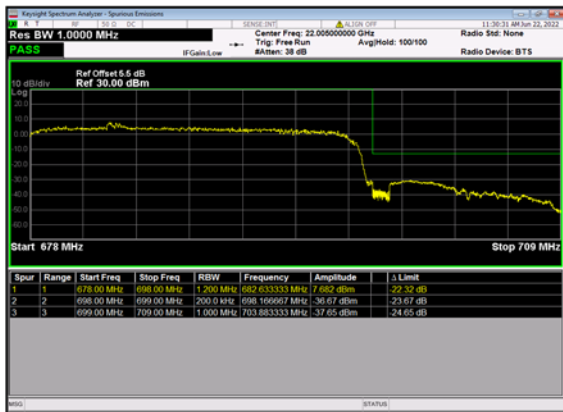 Keysight Spectrum Analyzer - Spurious Emissions
R T RF 50 Ω DC SENSE:INT ALIGN OFF 11:30:31 AM Jun 22, 2022
Res BW 1.0000 MHz Center Freq: 22.005000000 GHz Radio Std: None
Trig: Free Run Avg|Hold: 100/100
PASS IFGain:Low #Atten: 38 dB Radio Device: BTS
Ref Offset 6.5 dB
10 dB/div Ref 30.00 dBm
Log
20.0
10.0
0.00
-10.0
-20.0
-30.0
-40.0
-50.0
-60.0
Start 678 MHz Stop 709 MHz
Spur Range Start Freq Stop Freq RBW Frequency Amplitude Δ Limit
1 1 678.00 MHz 698.00 MHz 1.200 MHz 682.633333 MHz 7.682 dBm -22.32 dB
2 2 698.00 MHz 699.00 MHz 200.0 kHz 698.166667 MHz -36.67 dBm -23.67 dB
3 3 699.00 MHz 709.00 MHz 1.000 MHz 703.883333 MHz -37.65 dBm -24.65 dB
MSG STATUS